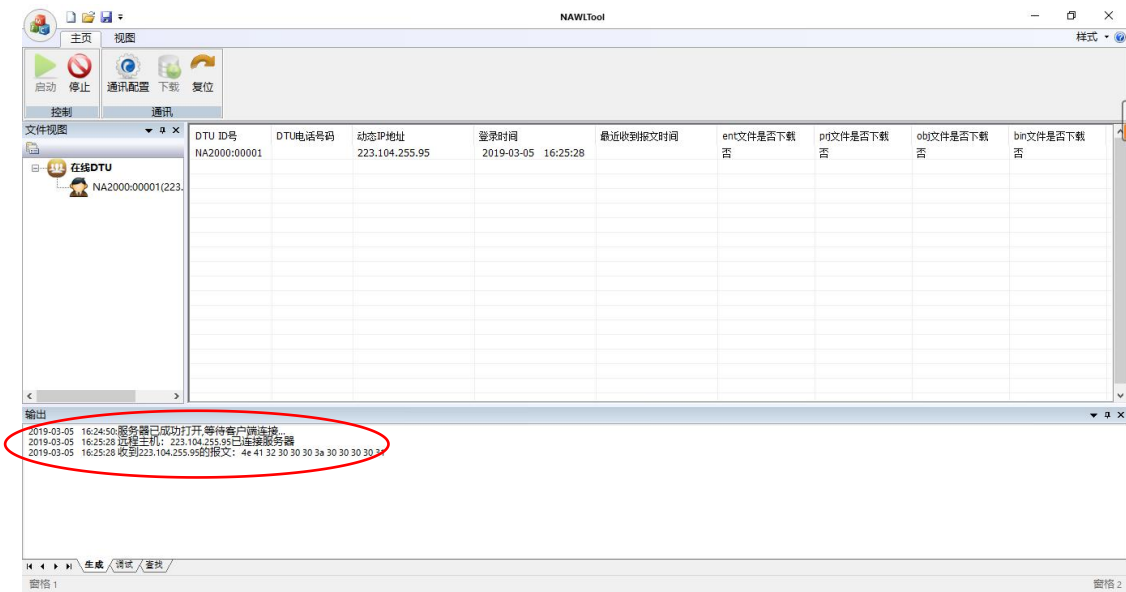 NAWLTool
主页 视图 样式
启动 停止 通讯配置 下载 复位
控制 通讯
文件视图
在线DTU
NA2000:00001(223.
DTU ID号 DTU电话号码 动态IP地址 登录时间 最近收到报文时间 ent文件是否下载 prj文件是否下载 obj文件是否下载 bin文件是否下载
NA2000:00001 223.104.255.95 2019-03-05 16:25:28 否 否 否 否
输出
2019-03-05 16:24:50:服务器已成功打开,等待客户端连接...
2019-03-05 16:25:28 远程主机：223.104.255.95已连接服务器
2019-03-05 16:25:28 收到223.104.255.95的报文：4e 41 32 30 30 30 3a 30 30 30 30 31
生成 调试 查找
窗格 1 窗格 2